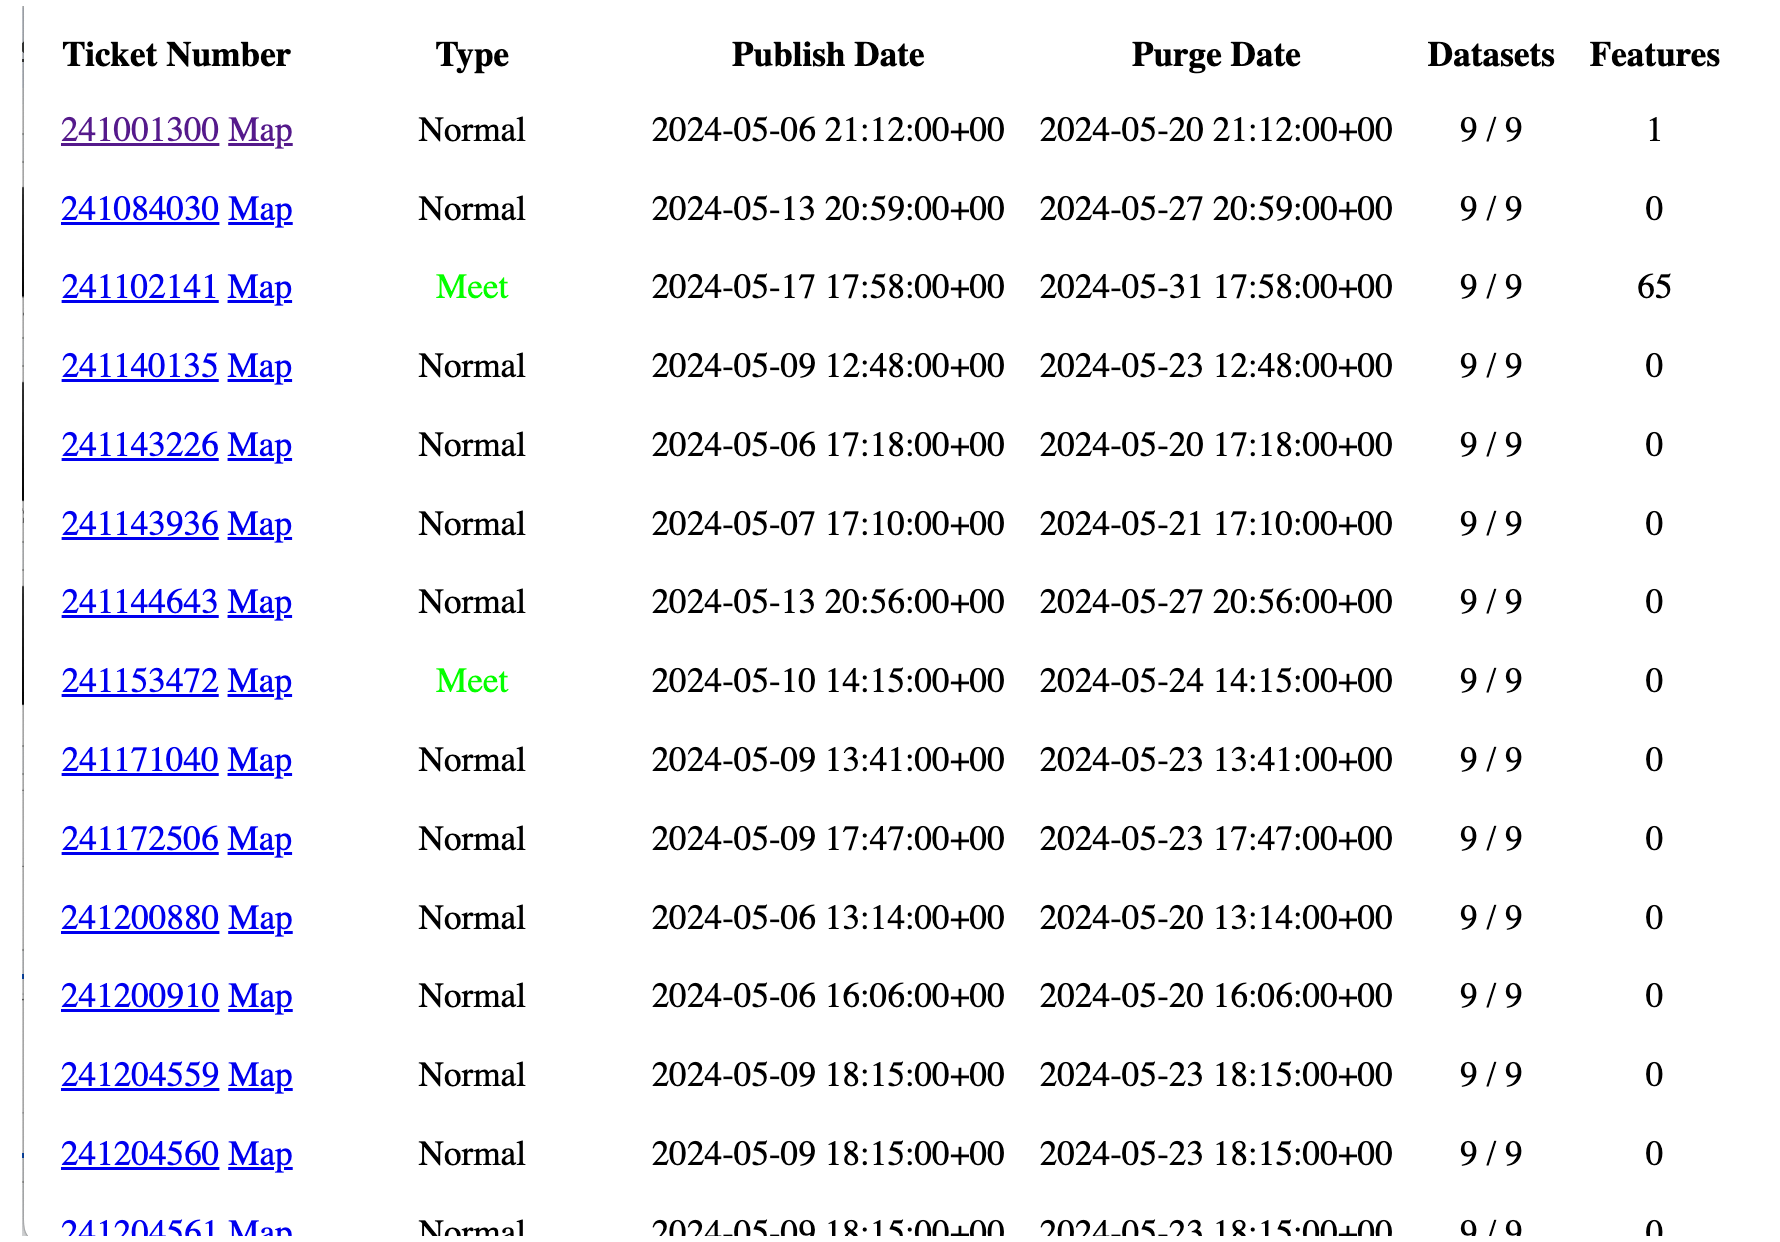 Ticket Number Type Publish Date Purge Date Datasets Features
241001300 Map Normal 2024-05-06 21:12:00+00 2024-05-20 21:12:00+00 9 / 9 1
241084030 Map Normal 2024-05-13 20:59:00+00 2024-05-27 20:59:00+00 9 / 9 0
241102141 Map Meet 2024-05-17 17:58:00+00 2024-05-31 17:58:00+00 9 / 9 65
241140135 Map Normal 2024-05-09 12:48:00+00 2024-05-23 12:48:00+00 9 / 9 0
241143226 Map Normal 2024-05-06 17:18:00+00 2024-05-20 17:18:00+00 9 / 9 0
241143936 Map Normal 2024-05-07 17:10:00+00 2024-05-21 17:10:00+00 9 / 9 0
241144643 Map Normal 2024-05-13 20:56:00+00 2024-05-27 20:56:00+00 9 / 9 0
241153472 Map Meet 2024-05-10 14:15:00+00 2024-05-24 14:15:00+00 9 / 9 0
241171040 Map Normal 2024-05-09 13:41:00+00 2024-05-23 13:41:00+00 9 / 9 0
241172506 Map Normal 2024-05-09 17:47:00+00 2024-05-23 17:47:00+00 9 / 9 0
241200880 Map Normal 2024-05-06 13:14:00+00 2024-05-20 13:14:00+00 9 / 9 0
241200910 Map Normal 2024-05-06 16:06:00+00 2024-05-20 16:06:00+00 9 / 9 0
241204559 Map Normal 2024-05-09 18:15:00+00 2024-05-23 18:15:00+00 9 / 9 0
241204560 Map Normal 2024-05-09 18:15:00+00 2024-05-23 18:15:00+00 9 / 9 0
241204561 Map Normal 2024-05-09 18:15:00+00 2024-05-23 18:15:00+00 9 / 9 0